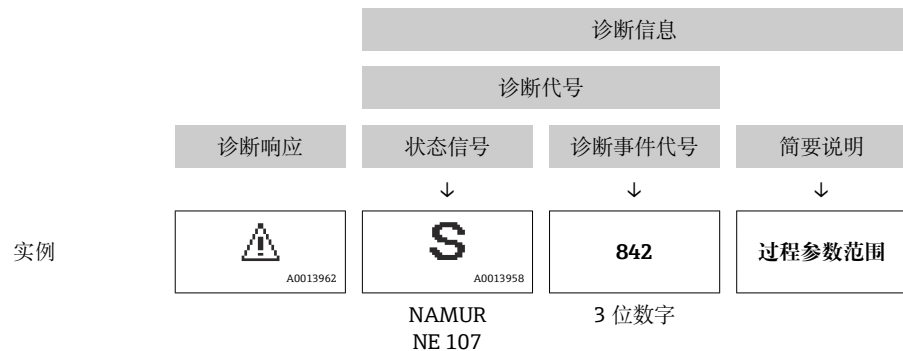 诊断信息
诊断代号
诊断响应 状态信号 诊断事件代号 简要说明
↓ ↓ ↓
实例 S 842 过程参数范围
A0013962 A0013958
NAMUR 3 位数字
NE 107